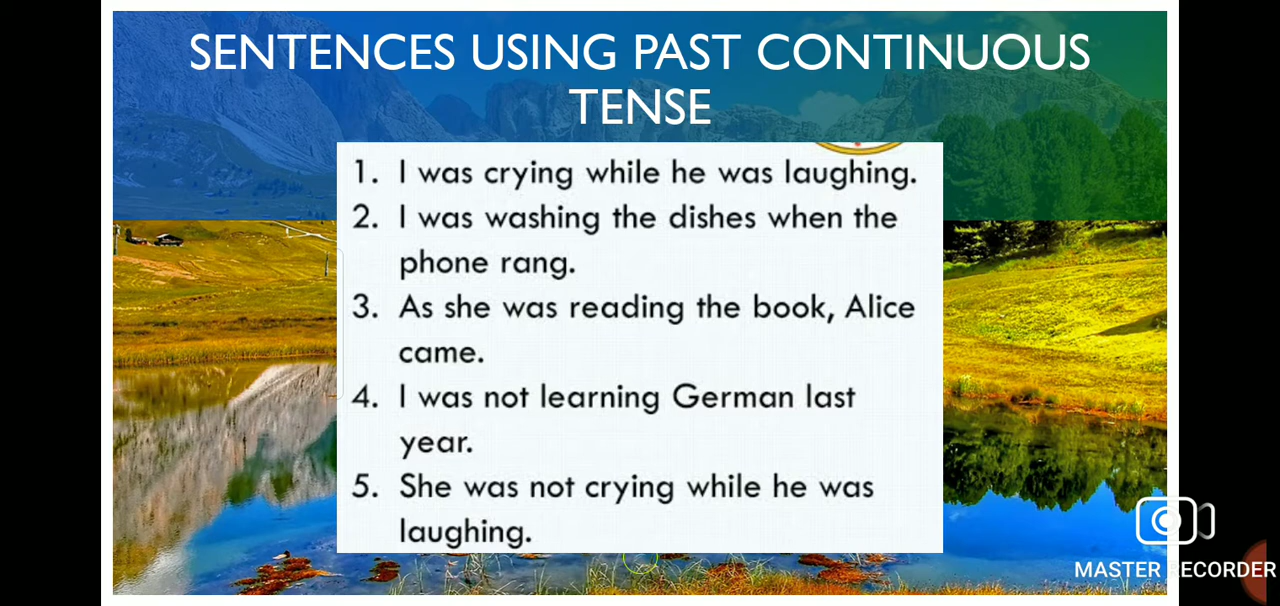 SENTENCES USING PAST CONTINUOUS
TENSE
1. I was crying while he was laughing.
2. I was washing the dishes when the
phone rang.
3. As she was reading the book, Alice
came.
4. I was not learning German last
year.
5. She was not crying while he was
laughing.
MASTER RECORDER